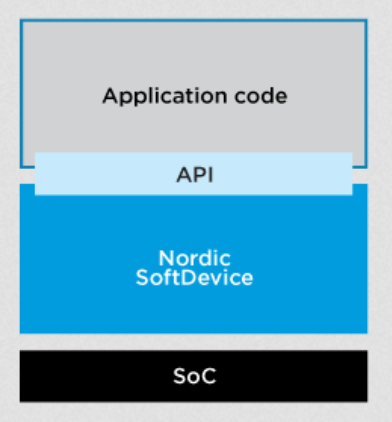 Application code
API
Nordic
SoftDevice
SoC